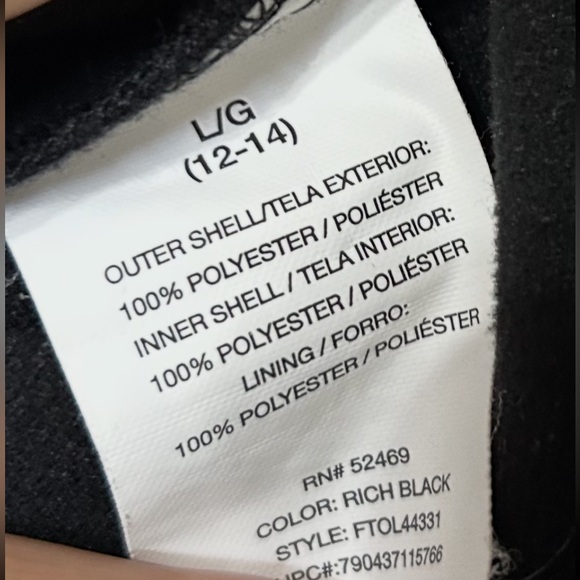 L/G
(12-14)
OUTER SHELL/TELA EXTERIOR:
100% POLYESTER / POLIÉSTER
INNER SHELL / TELA INTERIOR:
100% POLYESTER / POLIÉSTER
LINING / FORRO:
100% POLYESTER / POLIÉSTER
RN# 52469
COLOR: RICH BLACK
STYLE: FTOL44331
UPC#:790437115766